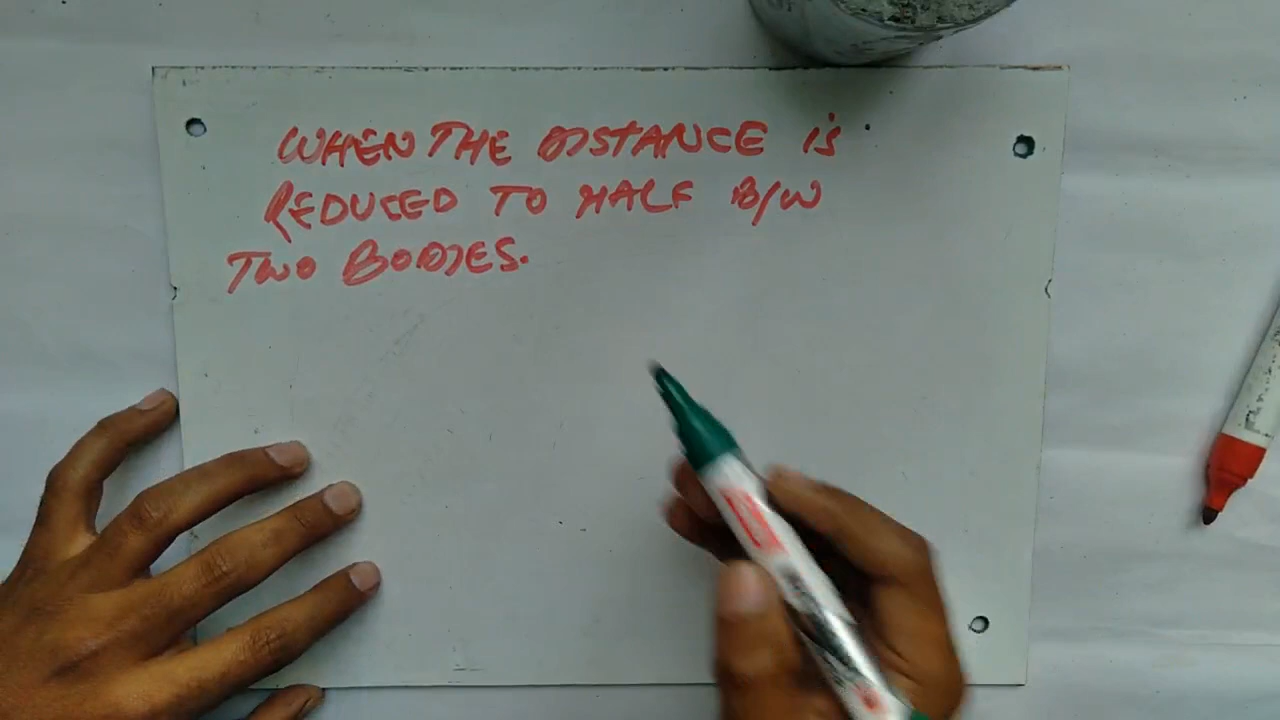 WHEN THE DISTANCE is
REDUCED TO HALF B/W
TWO BODIES.